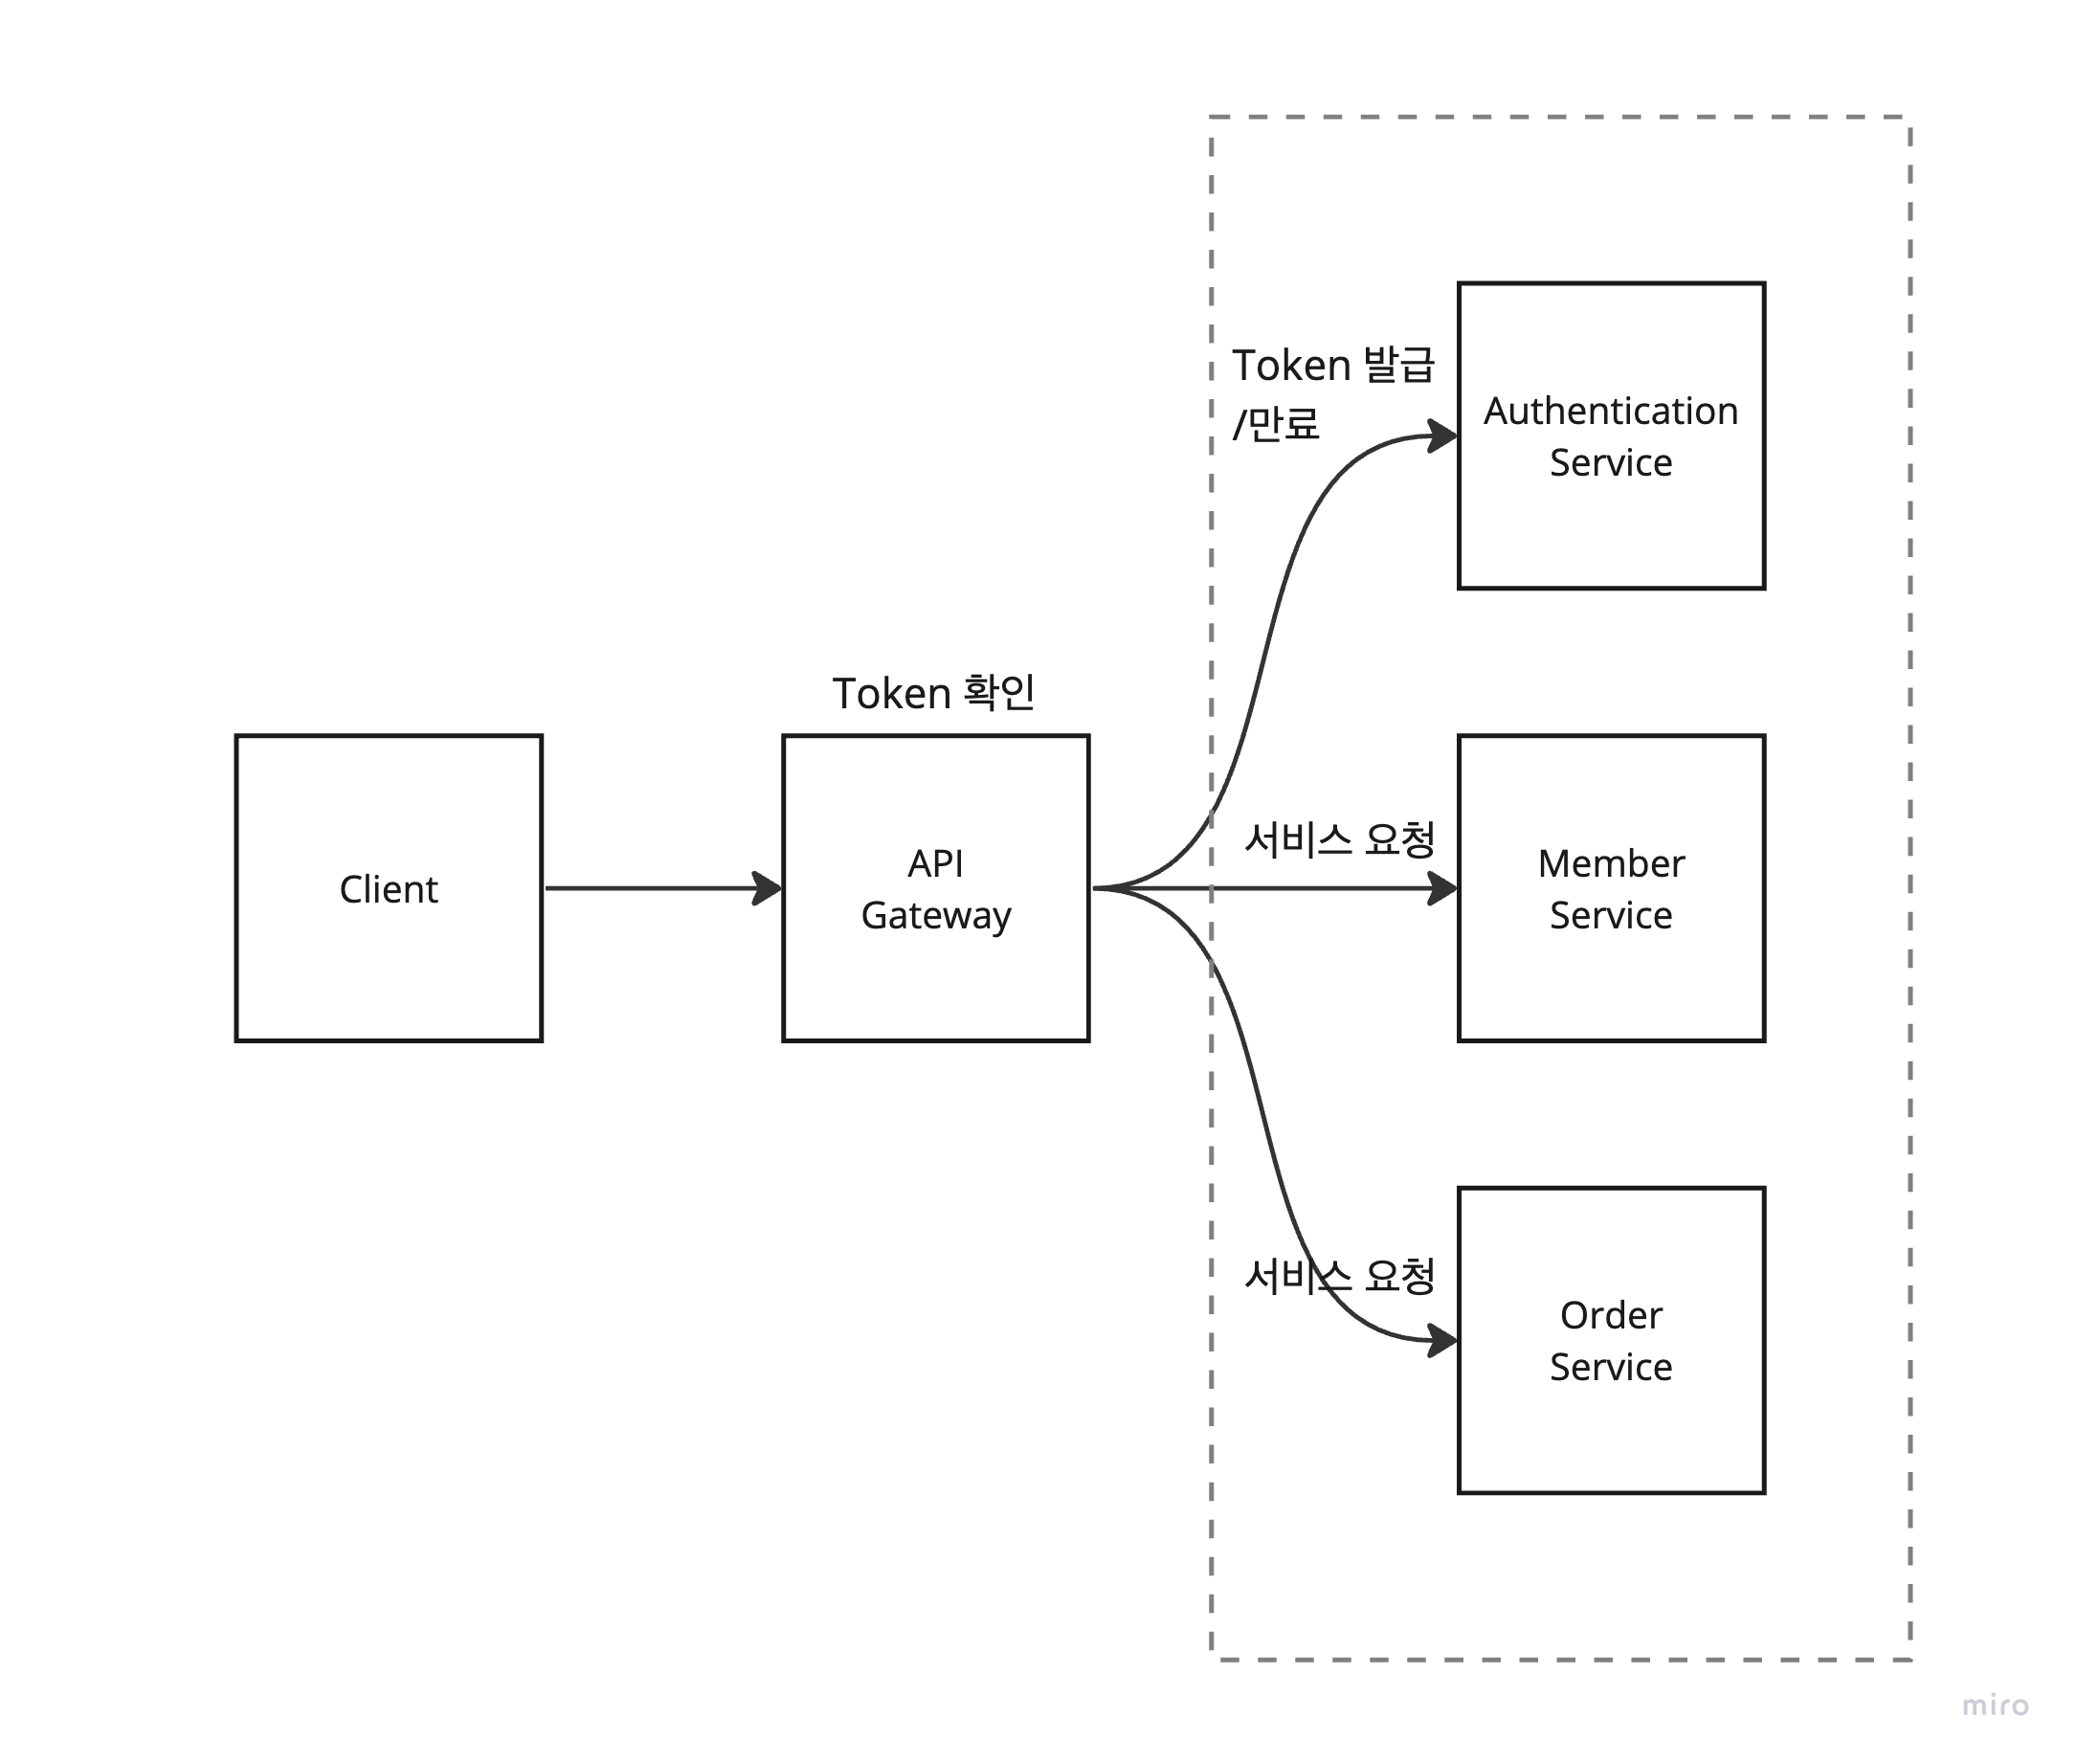 Token 발급
/만료
Authentication
Service
Token 확인
Client
API
Gateway
서비스 요청
Member
Service
서비스 요청
Order
Service
miro